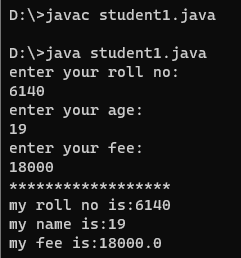 D:\>javac student1.java
D:\>java student1.java
enter your roll no:
6140
enter your age:
19
enter your fee:
18000
******************
my roll no is:6140
my name is:19
my fee is:18000.0